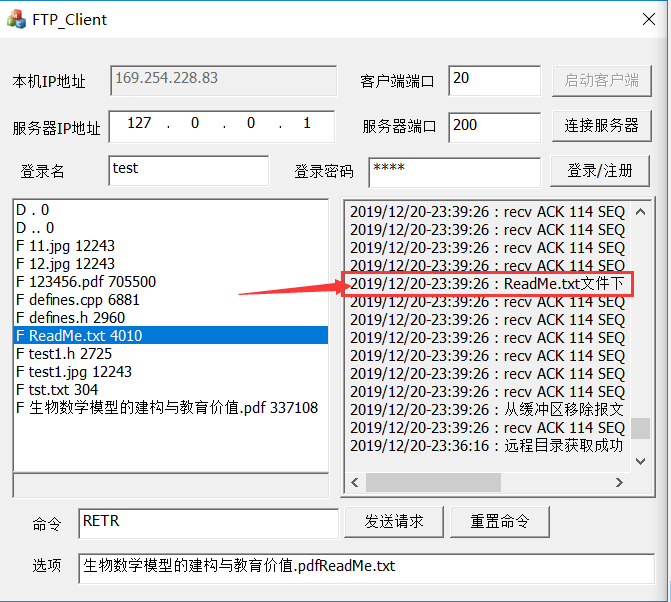 FTP_Client
本机IP地址 169.254.228.83 客户端端口 20 启动客户端
服务器IP地址 127 . 0 . 0 . 1 服务器端口 200 连接服务器
登录名 test 登录密码 **** 登录/注册
D . 0
D .. 0
F 11.jpg 12243
F 12.jpg 12243
F 123456.pdf 705500
F defines.cpp 6881
F defines.h 2960
F ReadMe.txt 4010
F test1.h 2725
F test1.jpg 12243
F tst.txt 304
F 生物数学模型的建构与教育价值.pdf 337108
2019/12/20-23:39:26 : recv ACK 114 SEQ
2019/12/20-23:39:26 : recv ACK 114 SEQ
2019/12/20-23:39:26 : recv ACK 114 SEQ
2019/12/20-23:39:26 : recv ACK 114 SEQ
2019/12/20-23:39:26 : ReadMe.txt文件下
2019/12/20-23:39:26 : recv ACK 114 SEQ
2019/12/20-23:39:26 : recv ACK 114 SEQ
2019/12/20-23:39:26 : recv ACK 114 SEQ
2019/12/20-23:39:26 : recv ACK 114 SEQ
2019/12/20-23:39:26 : recv ACK 114 SEQ
2019/12/20-23:39:26 : recv ACK 114 SEQ
2019/12/20-23:39:26 : 从缓冲区移除报文
2019/12/20-23:39:26 : recv ACK 114 SEQ
2019/12/20-23:36:16 : 远程目录获取成功
命令 RETR 发送请求 重置命令
选项 生物数学模型的建构与教育价值.pdfReadMe.txt